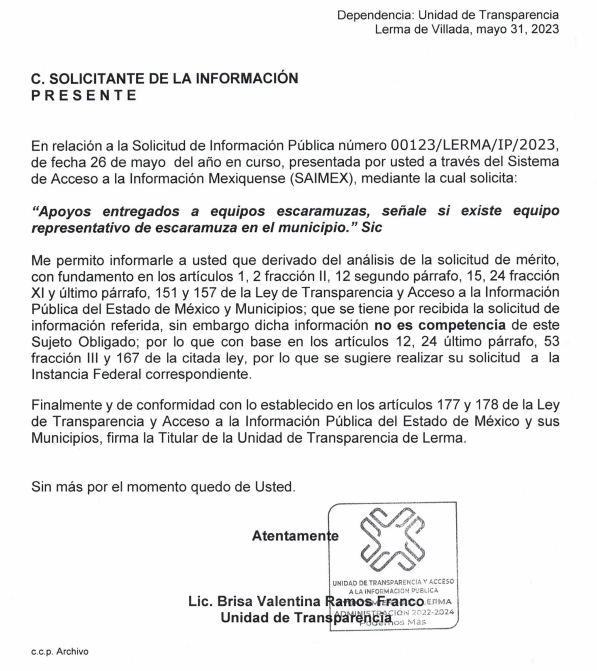 Dependencia: Unidad de Transparencia
Lerma de Villada, mayo 31, 2023
C. SOLICITANTE DE LA INFORMACIÓN
P R E S E N T E
En relación a la Solicitud de Información Pública número 00123/LERMA/IP/2023,
de fecha 26 de mayo del año en curso, presentada por usted a través del Sistema
de Acceso a la Información Mexiquense (SAIMEX), mediante la cual solicita:
“Apoyos entregados a equipos escaramuzas, señale si existe equipo
representativo de escaramuza en el municipio.” Sic
Me permito informarle a usted que derivado del análisis de la solicitud de mérito,
con fundamento en los artículos 1, 2 fracción II, 12 segundo párrafo, 15, 24 fracción
XI y último párrafo, 151 y 157 de la Ley de Transparencia y Acceso a la Información
Pública del Estado de México y Municipios; que se tiene por recibida la solicitud de
información referida, sin embargo dicha información no es competencia de este
Sujeto Obligado; por lo que con base en los artículos 12, 24 último párrafo, 53
fracción III y 167 de la citada ley, por lo que se sugiere realizar su solicitud a la
Instancia Federal correspondiente.
Finalmente y de conformidad con lo establecido en los artículos 177 y 178 de la Ley
de Transparencia y Acceso a la Información Pública del Estado de México y sus
Municipios, firma la Titular de la Unidad de Transparencia de Lerma.
Sin más por el momento quedo de Usted.
Atentamente
UNIDAD DE TRANSPARENCIA Y ACCESO
A LA INFORMACIÓN PÚBLICA
LERMA
ADMINISTRACIÓN 2022-2024
Podemos Más
Lic. Brisa Valentina Ramos Franco
Unidad de Transparencia
c.c.p. Archivo